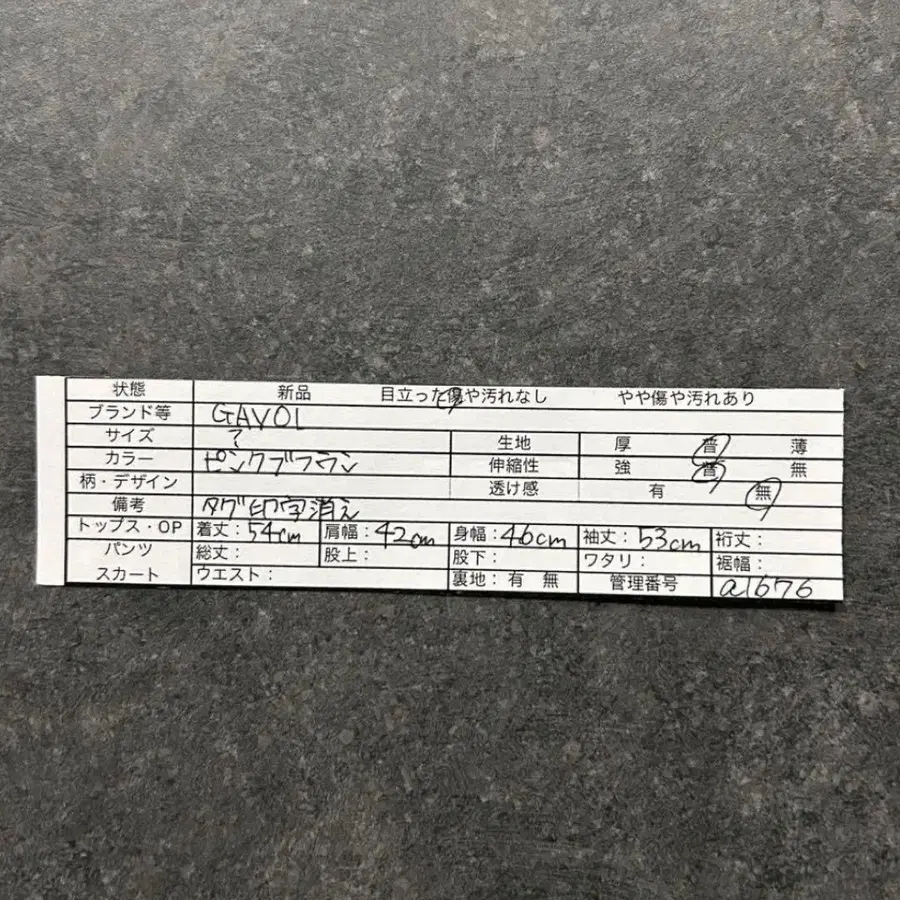 状態 新品 目立った傷や汚れなし やや傷や汚れあり
ブランド等 GAVOL
サイズ ? 生地 厚 普 薄
カラー ピンクブラウン 伸縮性 強 普 無
柄・デザイン 透け感 有 無
備考 タグ印字消え
トップス・OP 着丈:54cm 肩幅:42cm 身幅:46cm 袖丈:53cm 裄丈:
パンツ 総丈: 股上: 股下: ワタリ: 裾幅:
スカート ウエスト: 裏地:有 無 管理番号 a1676